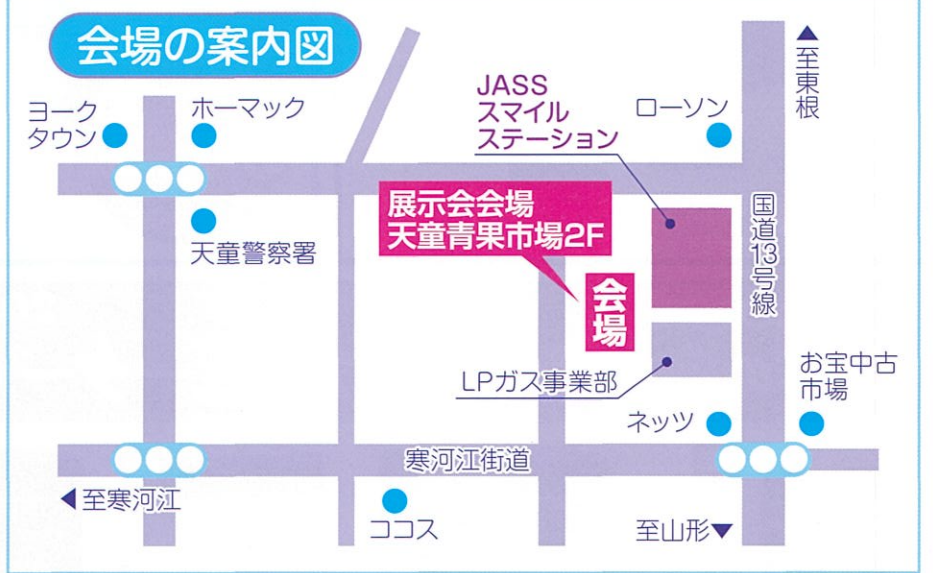 会場の案内図
▲至東根
JASS
スマイル
ステーション
ヨーク
タウン
ホーマック
ローソン
展示会会場
天童青果市場2F
国道13号線
天童警察署
会場
LPガス事業部
お宝中古
市場
ネッツ
寒河江街道
◀至寒河江
ココス
至山形▼